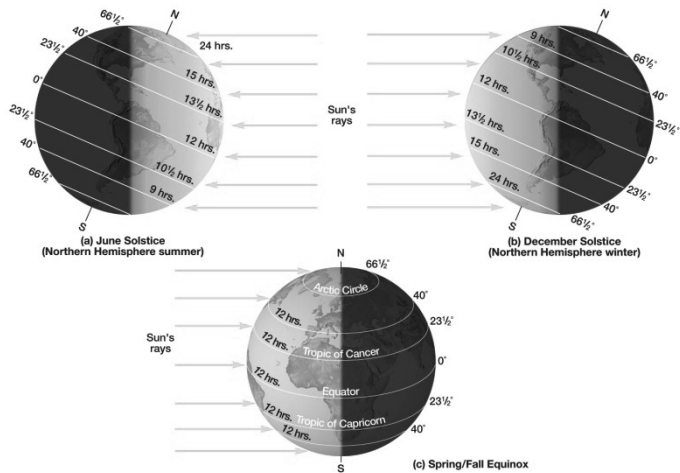 N
66½°
40°
23½°
0°
23½°
40°
66½°
S
24 hrs.
15 hrs.
13½ hrs.
12 hrs.
10½ hrs.
9 hrs.
(a) June Solstice
(Northern Hemisphere summer)
Sun's
rays
N
9 hrs.
10½ hrs.
12 hrs.
13½ hrs.
15 hrs.
24 hrs.
66½°
40°
23½°
0°
23½°
40°
66½°
S
(b) December Solstice
(Northern Hemisphere winter)
Sun's
rays
N
66½°
Arctic Circle
40°
12 hrs.
23½°
12 hrs.
Tropic of Cancer
0°
12 hrs.
Equator
23½°
12 hrs.
Tropic of Capricorn
12 hrs.
40°
S
(c) Spring/Fall Equinox